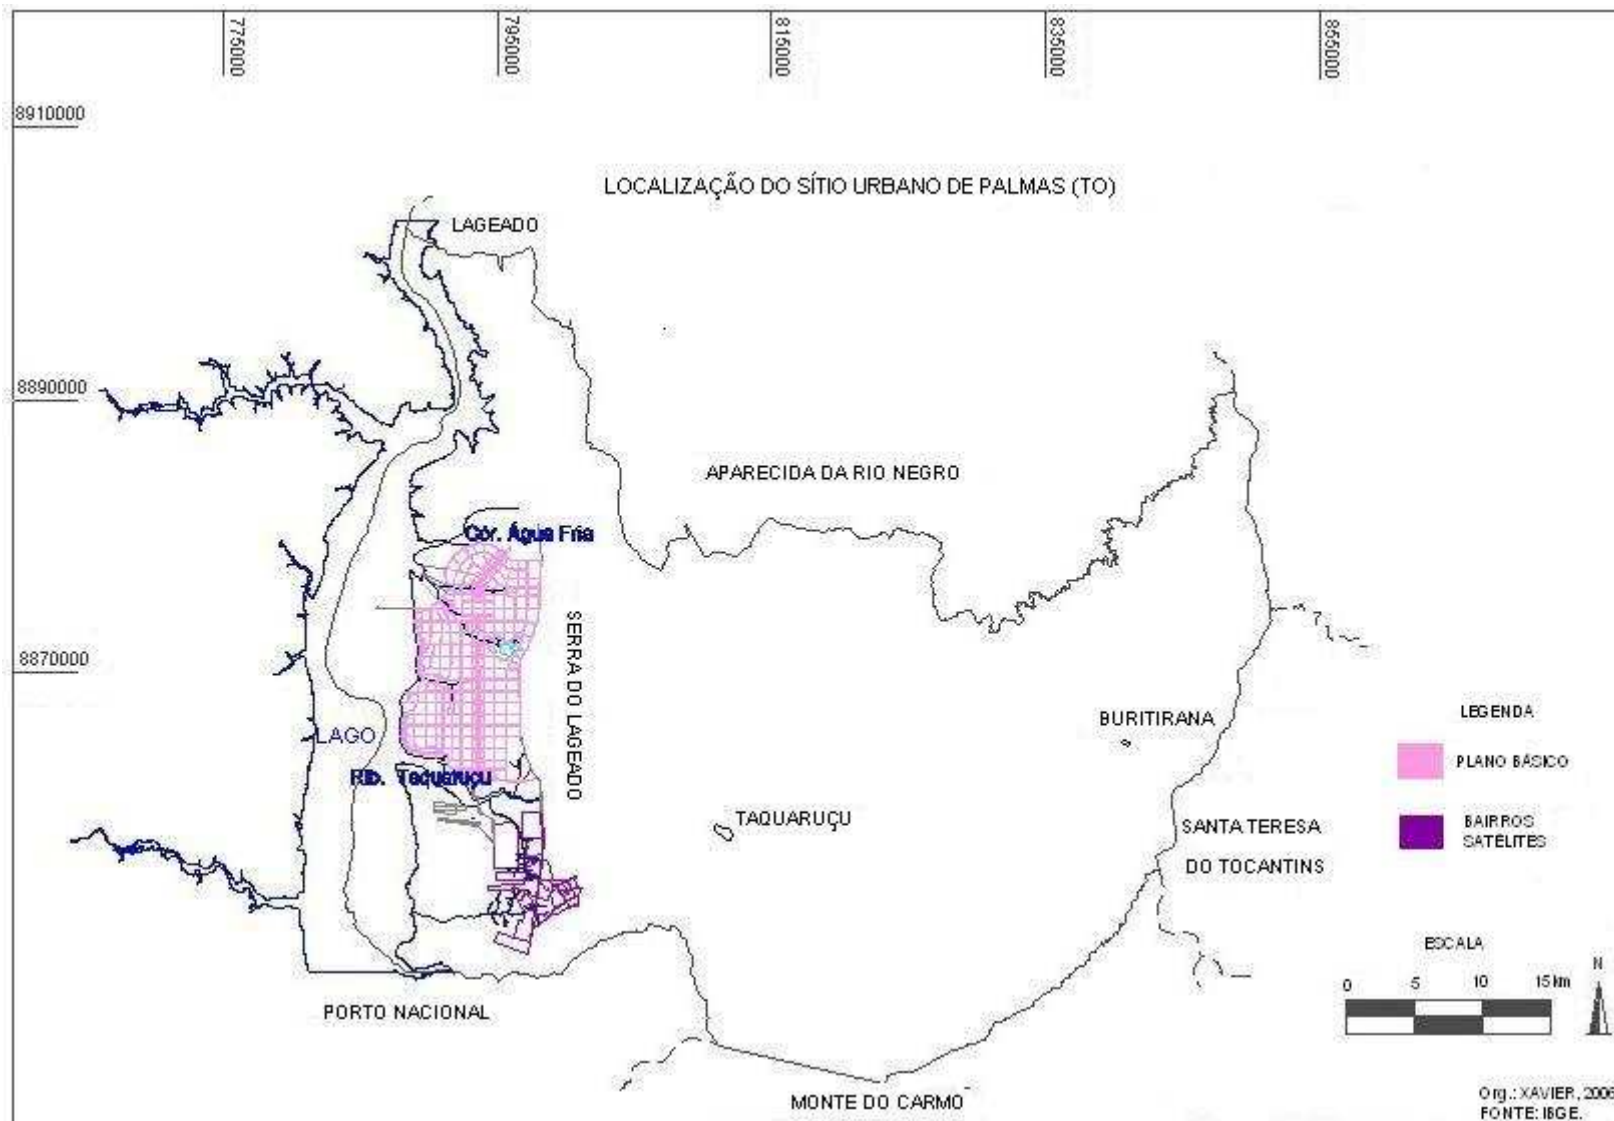 775000
795000
815000
835000
855000
8910000
LOCALIZAÇÃO DO SÍTIO URBANO DE PALMAS (TO)
LAGEADO
8890000
APARECIDA DA RIO NEGRO
Cór. Água Fria
SERRA DO LAGEADO
8870000
BURITIRANA
LEGENDA
LAGO
PLANO BÁSICO
Rib. Taquaruçu
TAQUARUÇU
SANTA TERESA
DO TOCANTINS
BAIRROS
SATÉLITES
ESCALA
0 5 10 15 km
N
PORTO NACIONAL
MONTE DO CARMO
Org.: XAVIER, 2006
FONTE: IBGE.